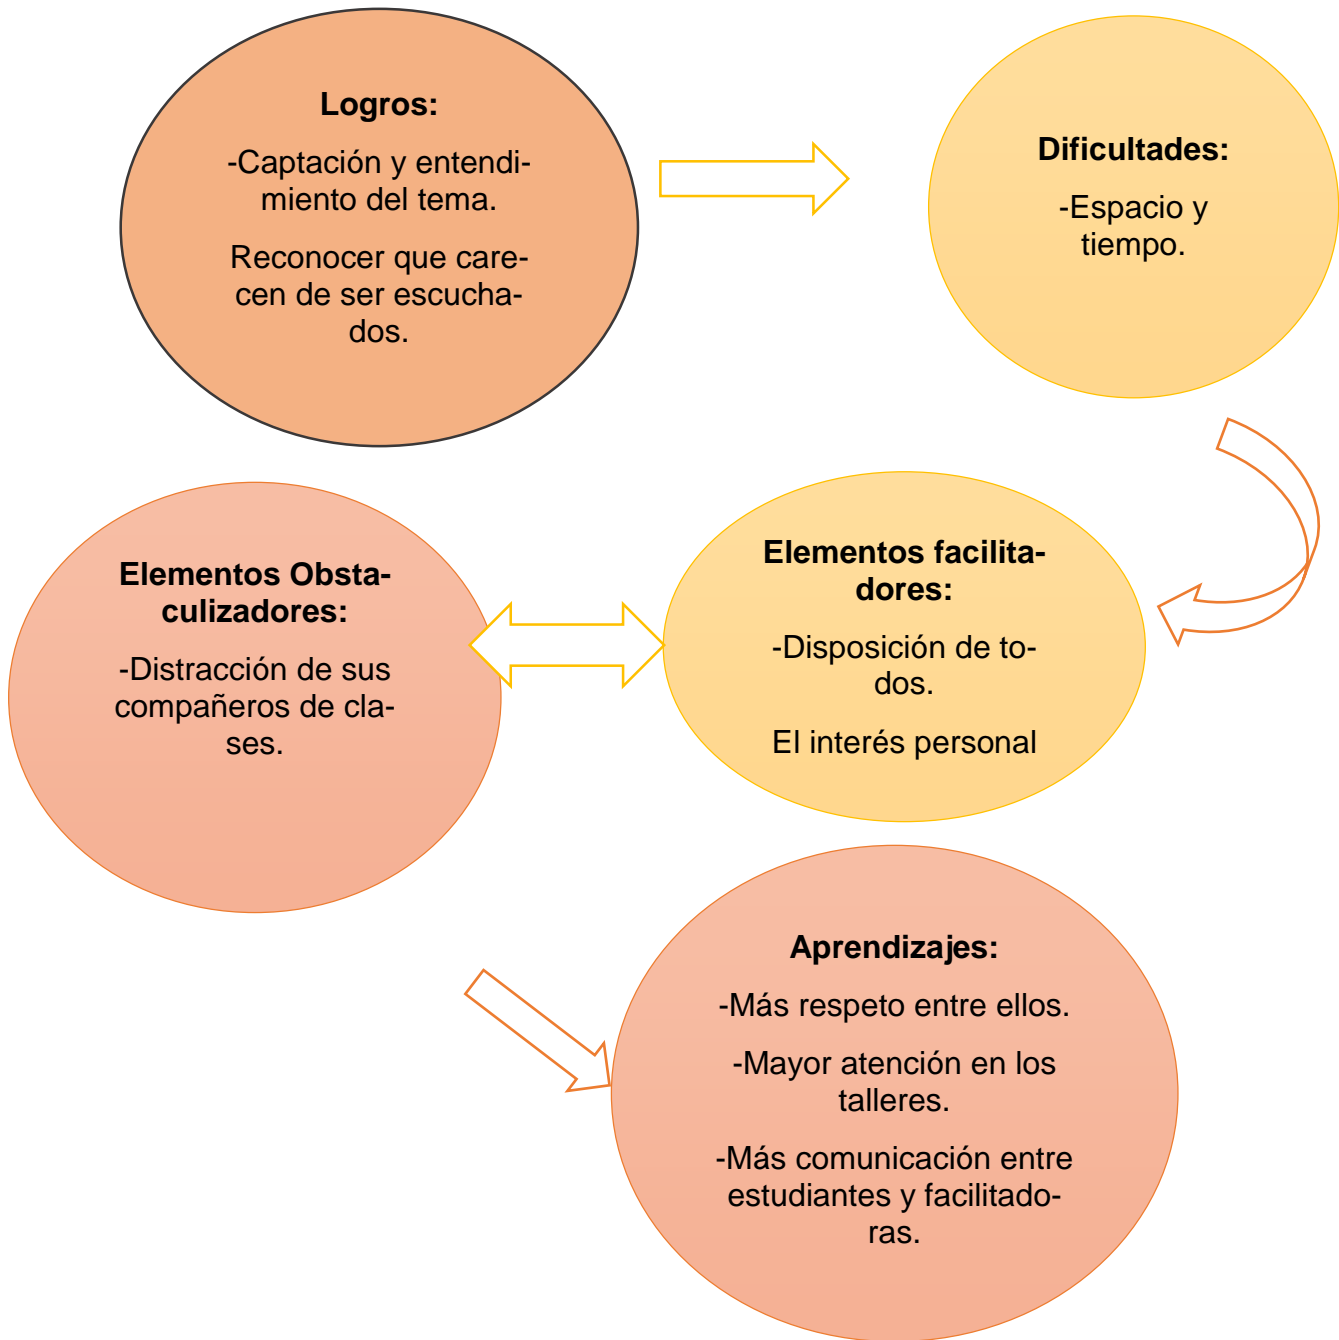 Logros:
-Captación y entendi-
miento del tema.
Reconocer que care-
cen de ser escucha-
dos.
Dificultades:
-Espacio y
tiempo.
Elementos Obsta-
culizadores:
-Distracción de sus
compañeros de cla-
ses.
Elementos facilita-
dores:
-Disposición de to-
dos.
El interés personal
Aprendizajes:
-Más respeto entre ellos.
-Mayor atención en los
talleres.
-Más comunicación entre
estudiantes y facilitado-
ras.